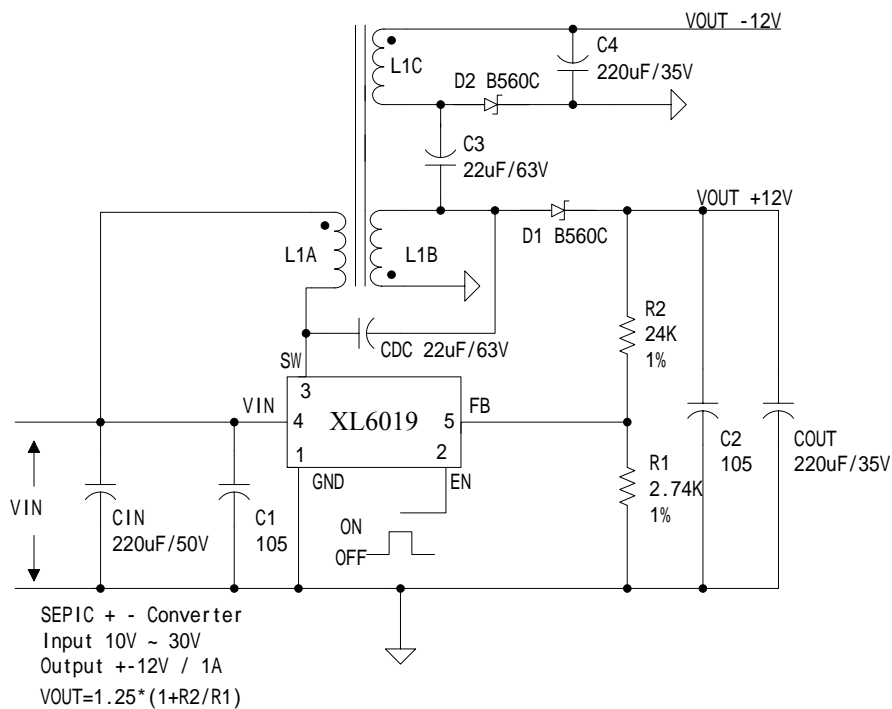 VOUT -12V
C4
220uF/35V
L1C
D2 B560C
C3
22uF/63V
VOUT +12V
D1 B560C
L1A
L1B
R2
24K
1%
CDC 22uF/63V
SW
3
VIN
4
XL6019
5
FB
1
2
GND
EN
C2
105
COUT
220uF/35V
R1
2.74K
1%
VIN
CIN
220uF/50V
C1
105
ON
OFF
SEPIC + - Converter
Input 10V ~ 30V
Output +-12V / 1A
VOUT=1.25*(1+R2/R1)